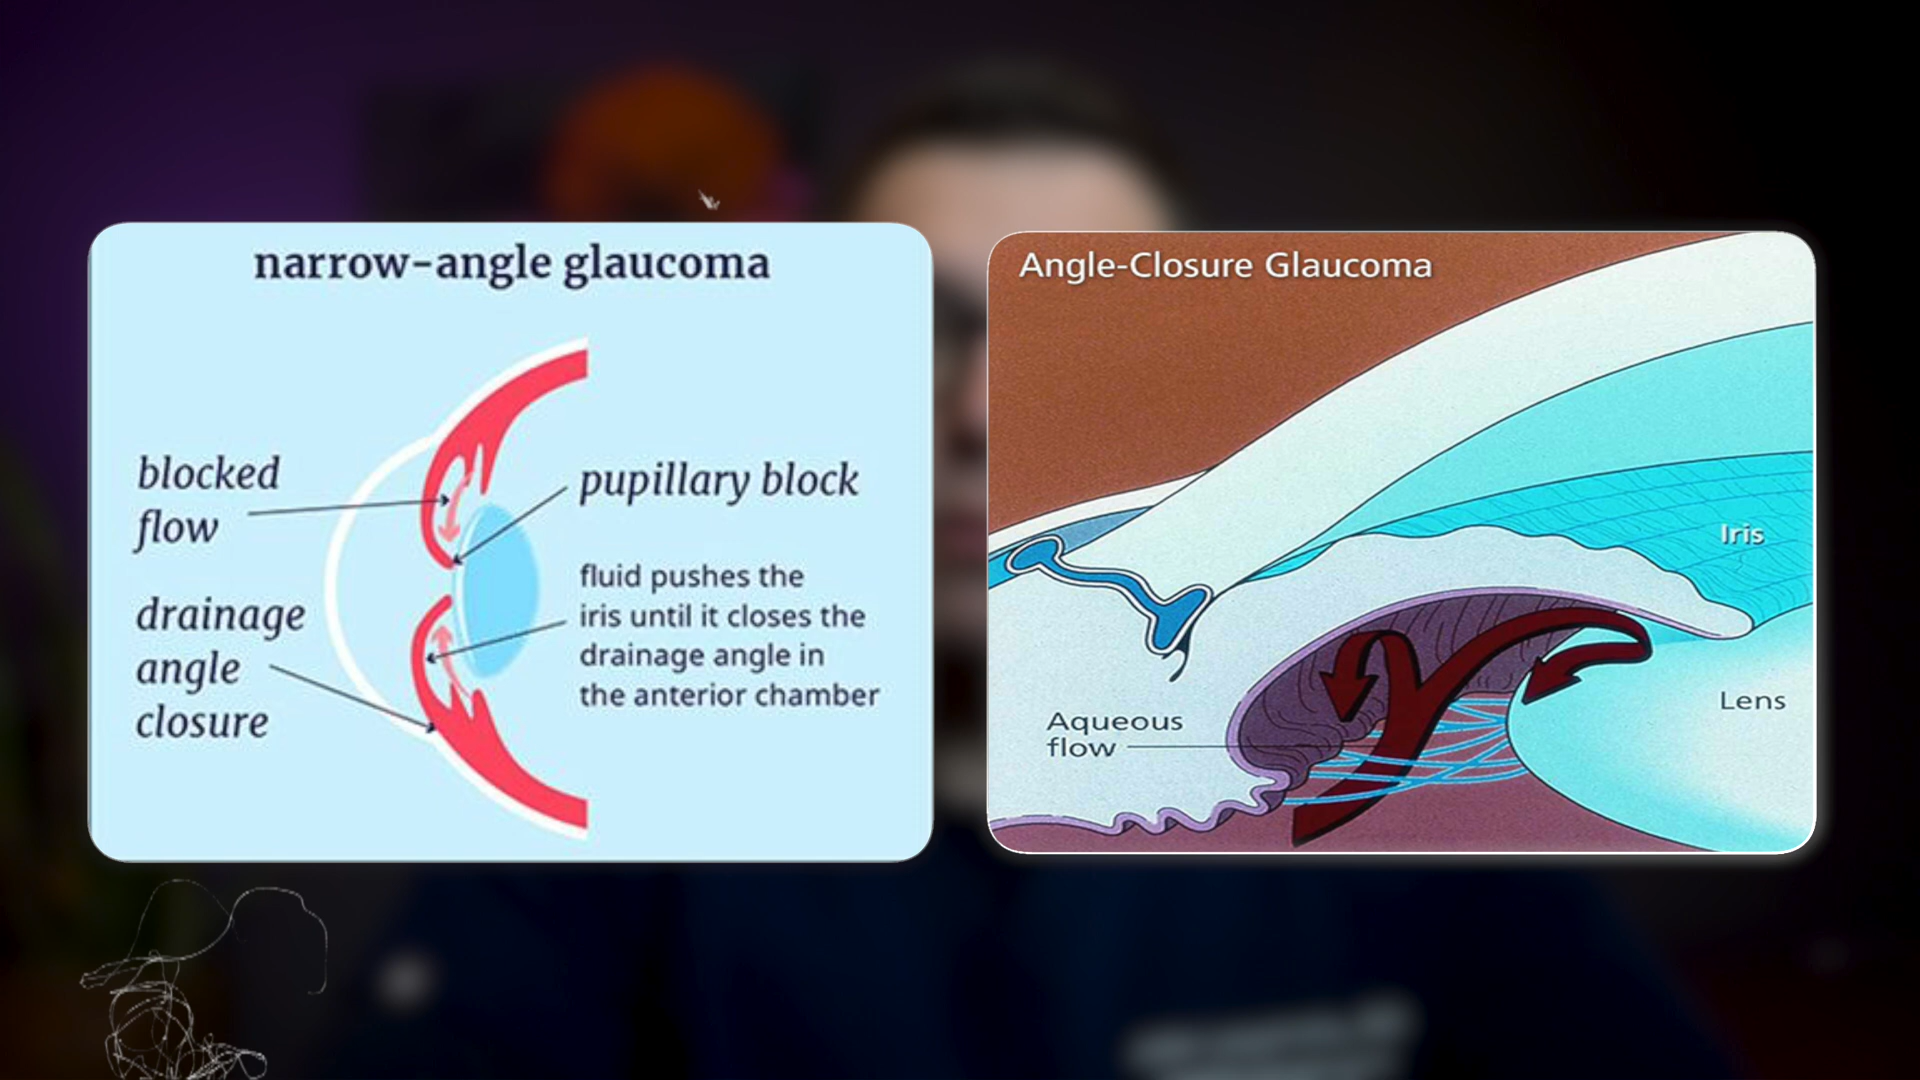 narrow-angle glaucoma
blocked
flow
pupillary block
drainage
angle
closure
fluid pushes the
iris until it closes the
drainage angle in
the anterior chamber
Angle-Closure Glaucoma
Iris
Lens
Aqueous
flow